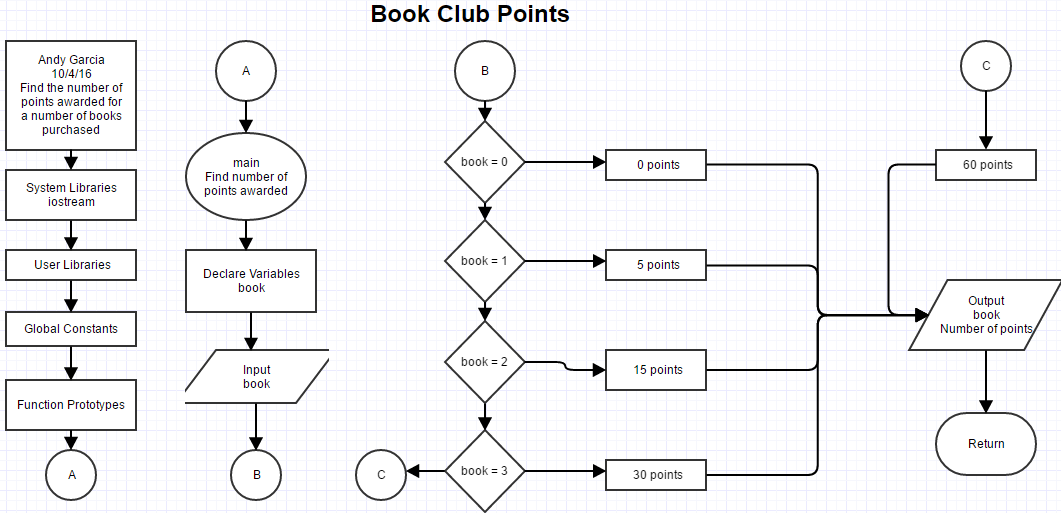 Book Club Points
Andy Garcia
10/4/16
Find the number of
points awarded for
a number of books
purchased
System Libraries
iostream
User Libraries
Global Constants
Function Prototypes
A
A
main
Find number of
points awarded
Declare Variables
book
Input
book
B
B
book = 0
0 points
book = 1
5 points
book = 2
15 points
book = 3
30 points
C
C
60 points
Output
book
Number of points
Return